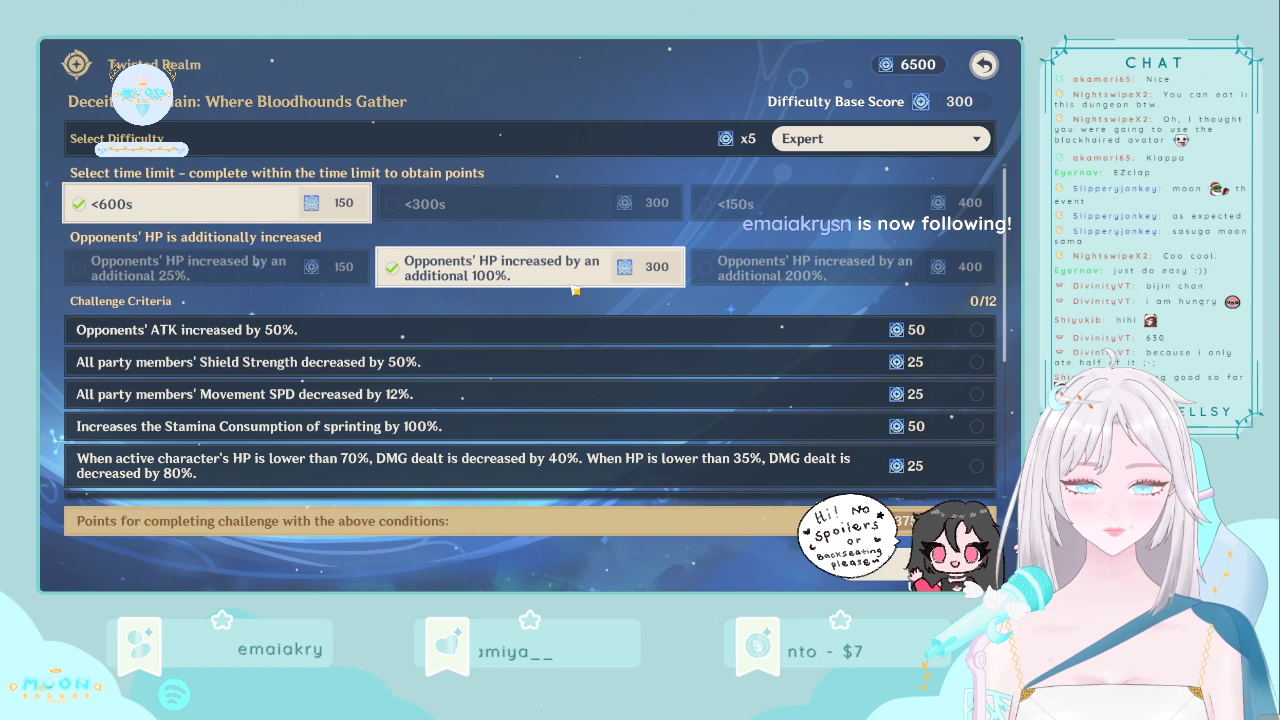 Twisted Realm
6500
Deceit Domain: Where Bloodhounds Gather
Difficulty Base Score 300
Select Difficulty
x5
Expert
Select time limit – complete within the time limit to obtain points
<600s 150
<300s 300
<150s 400
emaiakrysn is now following!
Opponents' HP is additionally increased
Opponents' HP increased by an additional 25%. 150
Opponents' HP increased by an additional 100%. 300
Opponents' HP increased by an additional 200%. 400
Challenge Criteria 0/12
Opponents' ATK increased by 50%. 50
All party members' Shield Strength decreased by 50%. 25
All party members' Movement SPD decreased by 12%. 25
Increases the Stamina Consumption of sprinting by 100%. 50
When active character's HP is lower than 70%, DMG dealt is decreased by 40%. When HP is lower than 35%, DMG dealt is
decreased by 80%. 25
Points for completing challenge with the above conditions:
Hi! No
Spoilers
or
Backseating
please~
CHAT
akamori65: Nice
NightswipeX2: You can eat in
this dungeon btw.
NightswipeX2: Oh, I thought
you were going to use the
blockhaired avatar
akamori65: Klappa
Eyernov: EZclap
Slipperyjonkey: moon th
event
Slipperyjonkey: as expected
Slipperyjonkey: sasuga moon
sama
NightswipeX2: Coo cool.
Eyernov: just do easy :))
DivinityVT: bijin chan
DivinityVT: i am hungry
Shiyukib: hihi
DivinityVT: 630
DivinityVT: because i only
ate half of it ;-;
good so far
ELLSY
emaiakry
amiya__
nto - $7
MOON